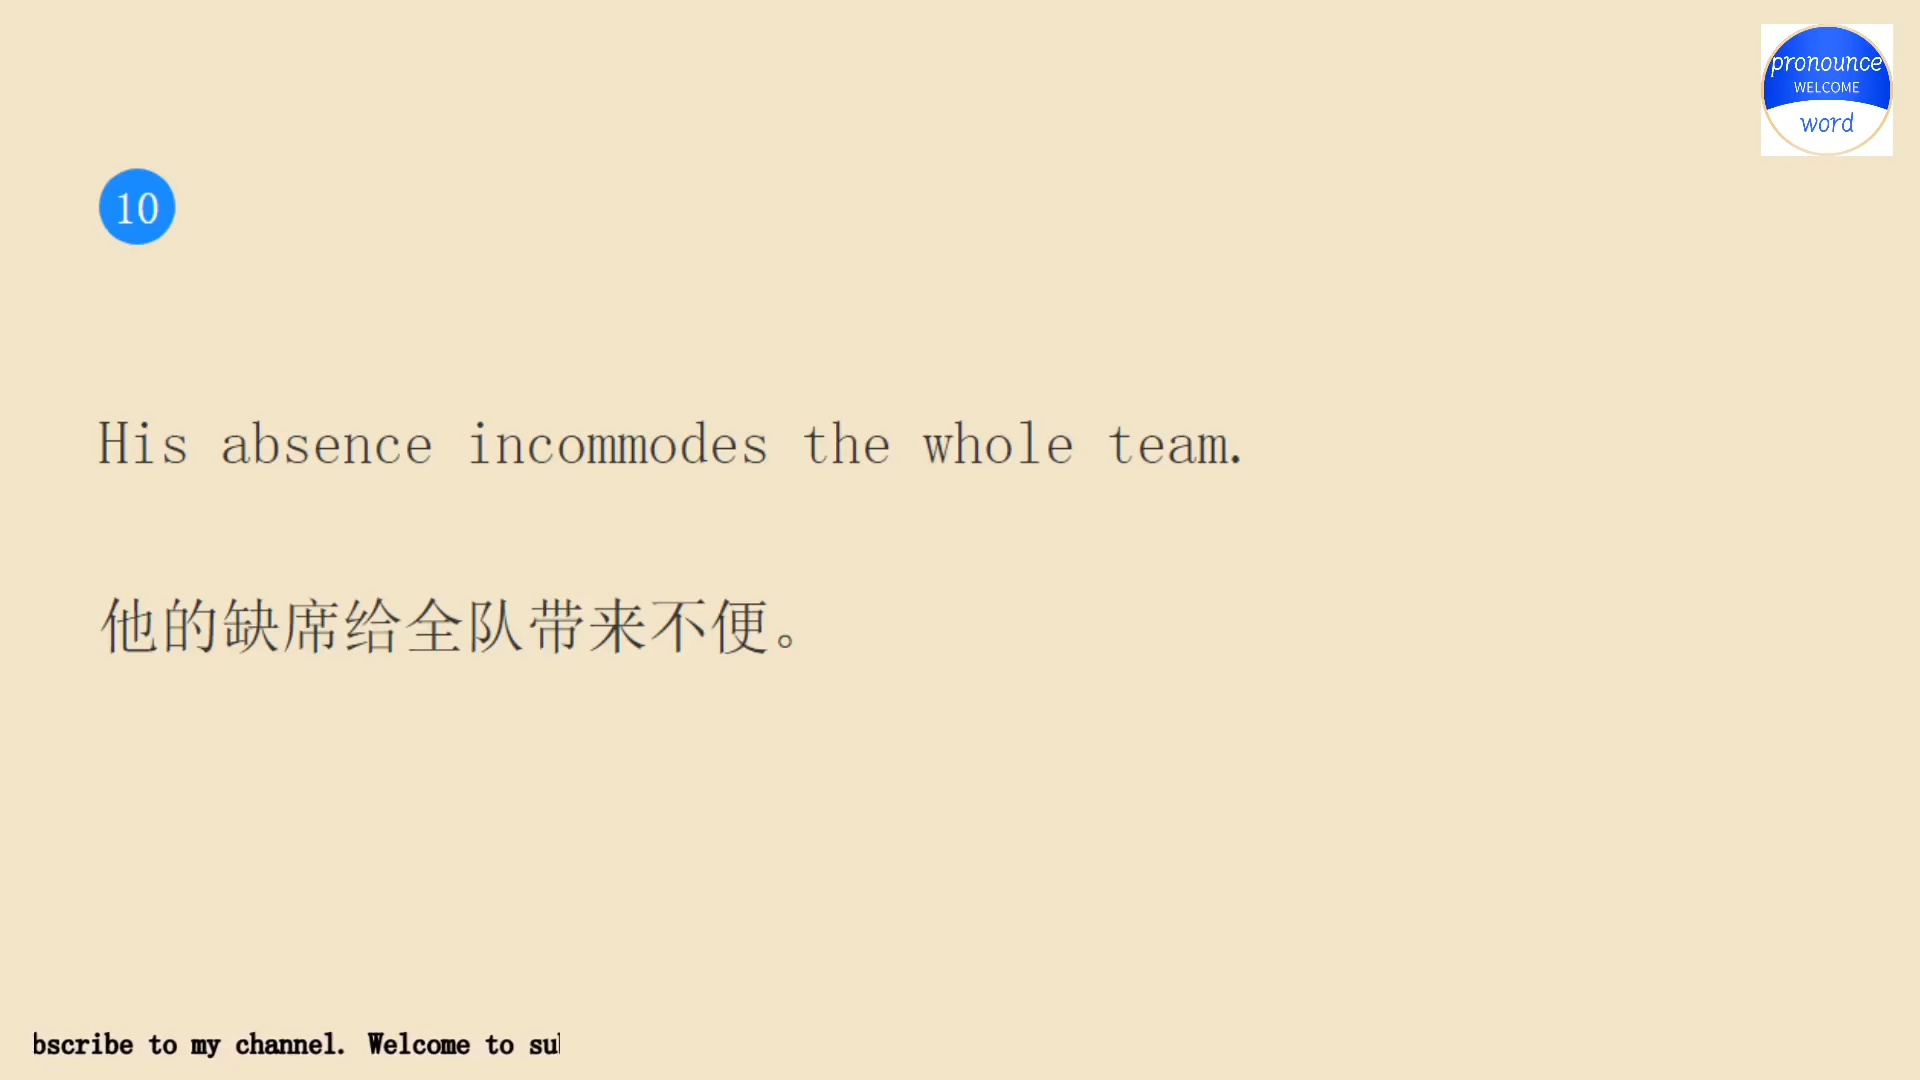 pronounce
WELCOME
word
10
His absence incommodes the whole team.
他的缺席给全队带来不便。
bscribe to my channel. Welcome to su